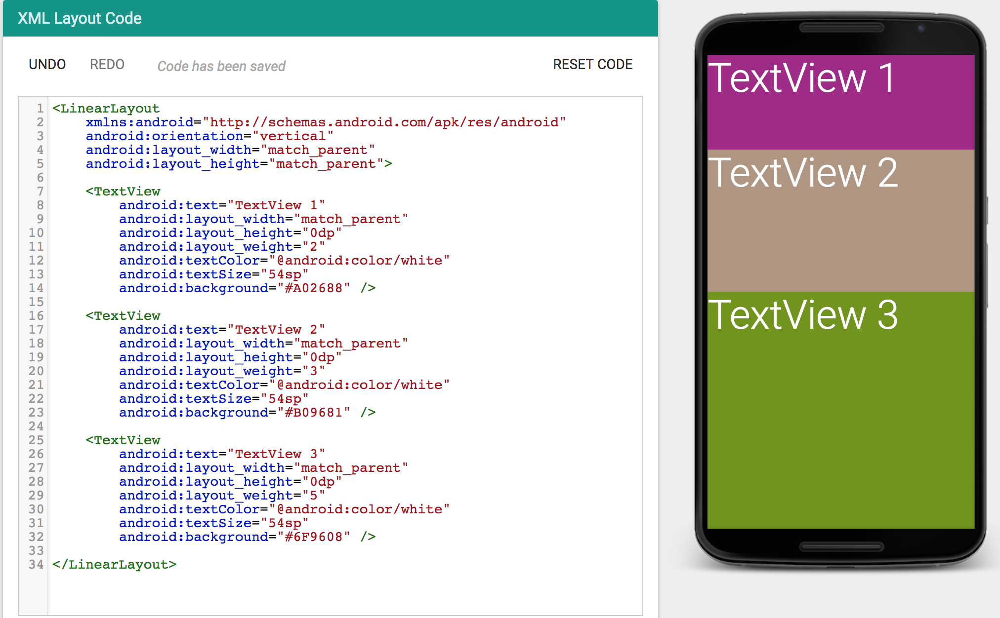 XML Layout Code
UNDO REDO Code has been saved RESET CODE
1 <LinearLayout
2 xmlns:android="http://schemas.android.com/apk/res/android"
3 android:orientation="vertical"
4 android:layout_width="match_parent"
5 android:layout_height="match_parent">
6
7 <TextView
8 android:text="TextView 1"
9 android:layout_width="match_parent"
10 android:layout_height="0dp"
11 android:layout_weight="2"
12 android:textColor="@android:color/white"
13 android:textSize="54sp"
14 android:background="#A02688" />
15
16 <TextView
17 android:text="TextView 2"
18 android:layout_width="match_parent"
19 android:layout_height="0dp"
20 android:layout_weight="3"
21 android:textColor="@android:color/white"
22 android:textSize="54sp"
23 android:background="#B09681" />
24
25 <TextView
26 android:text="TextView 3"
27 android:layout_width="match_parent"
28 android:layout_height="0dp"
29 android:layout_weight="5"
30 android:textColor="@android:color/white"
31 android:textSize="54sp"
32 android:background="#6F9608" />
33
34 </LinearLayout>
TextView 1
TextView 2
TextView 3